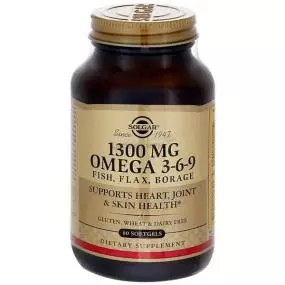 SOLGAR®
Since 1947
1300 MG
OMEGA 3-6-9
FISH, FLAX, BORAGE
SUPPORTS HEART, JOINT
& SKIN HEALTH*
GLUTEN, WHEAT & DAIRY FREE
60 SOFTGELS
DIETARY SUPPLEMENT